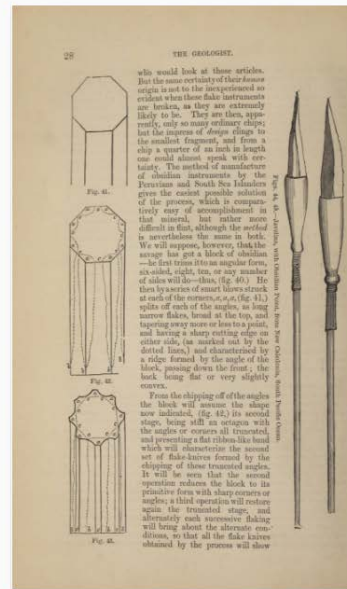 28
THE GEOLOGIST.
who would look at those articles.
But the same certainty of their human
origin is not to the inexperienced so
evident when these flake instruments
are broken, as they are extremely
likely to be. They are then, appa-
rently, only so many ordinary chips;
but the impress of design clings to
the smallest fragment, and from a
chip a quarter of an inch in length
one could almost speak with cer-
tainty. The method of manufacture
of obsidian instruments by the
Peruvians and South Sea Islanders
gives the easiest possible solution
of the process, which is compara-
tively easy of accomplishment in
that mineral, but rather more
difficult in flint, although the method
is nevertheless the same in both.
We will suppose, however, that the
savage has got a block of obsidian
—he first trims it to an angular form,
six-sided, eight, ten, or any number
of sides will do—thus, (fig. 40.) He
then by a series of smart blows struck
at each of the corners, a, a, a, (fig. 41,)
splits off each of the angles, as long
narrow flakes, broad at the top, and
tapering away more or less to a point,
and having a sharp cutting edge on
either side, (as marked out by the
dotted lines,) and characterised by
a ridge formed by the angle of the
block, passing down the front; the
back being flat or very slightly
convex.
From the chipping off of the angles
the block will assume the shape
now indicated, (fig. 42,) its second
stage, being still an octagon with
the angles or corners all truncated,
and presenting a flat ribbon-like band
which will characterize the second
set of flake-knives formed by the
chipping of these truncated angles.
It will be seen that the second
operation reduces the block to its
primitive form with sharp corners or
angles; a third operation will restore
again the truncated stage, and
alternately each successive flaking
will bring about the alternate con-
ditions, so that all the flake knives
obtained by the process will show
Fig. 41.
Fig. 42.
Fig. 43.
Figs. 44, 45.—Javelins, with Obsidian Point, from New Caledonia, South Pacific Ocean.